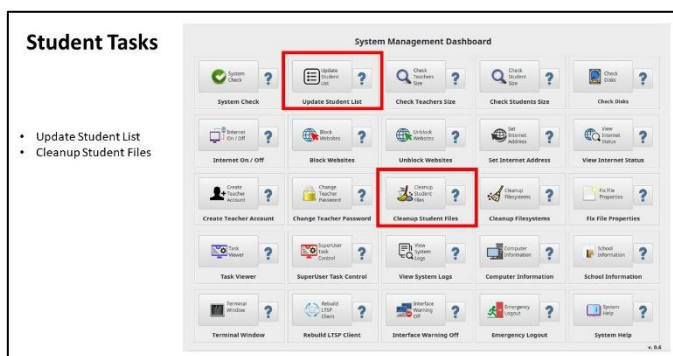 Student Tasks
• Update Student List
• Cleanup Student Files
System Management Dashboard
System Check
?
Update Student List
?
Check Teachers Size
?
Check Student Size
?
Check Disks
?
System Check
Update Student List
Check Teachers Size
Check Students Size
Check Disks
Internet On / Off
?
Block Websites
?
Unblock Websites
?
Set Internet Address
?
View Internet Status
?
Internet On / Off
Block Websites
Unblock Websites
Set Internet Address
View Internet Status
Create Teacher Account
?
Change Teacher Password
?
Cleanup Student Files
?
Cleanup Filesystems
?
Fix File Properties
?
Create Teacher Account
Change Teacher Password
Cleanup Student Files
Cleanup Filesystems
Fix File Properties
Task Viewer
?
SuperUser Task Control
?
View System Logs
?
Computer Information
?
School Information
?
Task Viewer
SuperUser Task Control
View System Logs
Computer Information
School Information
Terminal Window
?
Rebuild LTSP Client
?
Interface Warning Off
?
Emergency Logout
?
System Help
?
Terminal Window
Rebuild LTSP Client
Interface Warning Off
Emergency Logout
System Help
v. 0.6